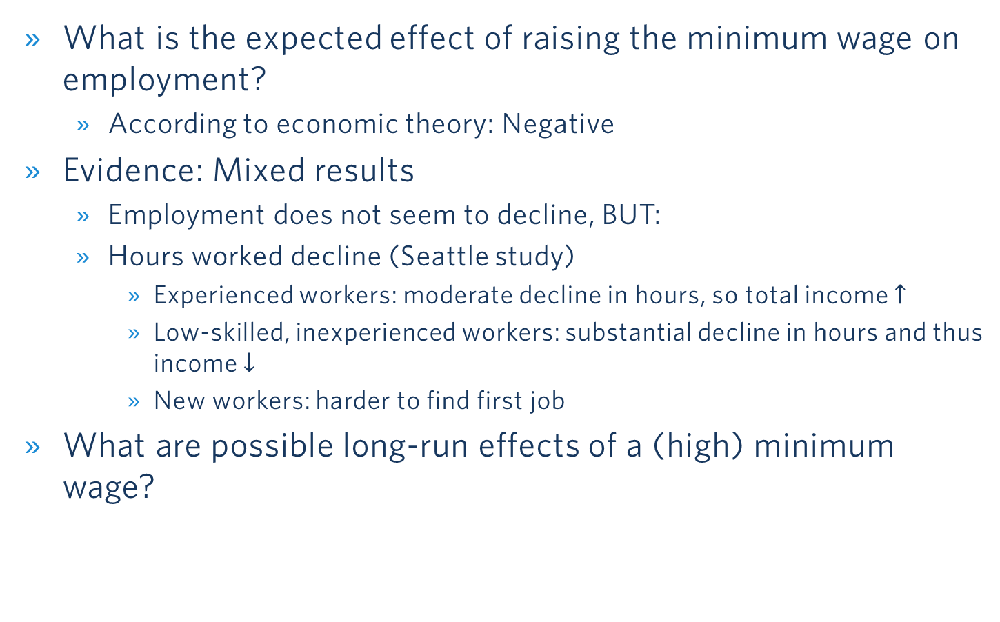 » What is the expected effect of raising the minimum wage on
employment?
» According to economic theory: Negative
» Evidence: Mixed results
» Employment does not seem to decline, BUT:
» Hours worked decline (Seattle study)
» Experienced workers: moderate decline in hours, so total income ↑
» Low-skilled, inexperienced workers: substantial decline in hours and thus
income ↓
» New workers: harder to find first job
» What are possible long-run effects of a (high) minimum
wage?